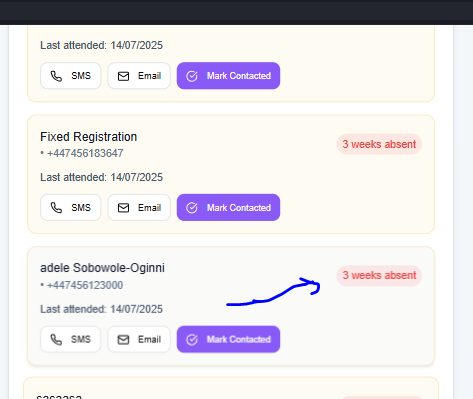 Last attended: 14/07/2025
SMS Email Mark Contacted
Fixed Registration
3 weeks absent
• +447456183647
Last attended: 14/07/2025
SMS Email Mark Contacted
adele Sobowole-Oginni
3 weeks absent
• +447456123000
Last attended: 14/07/2025
SMS Email Mark Contacted